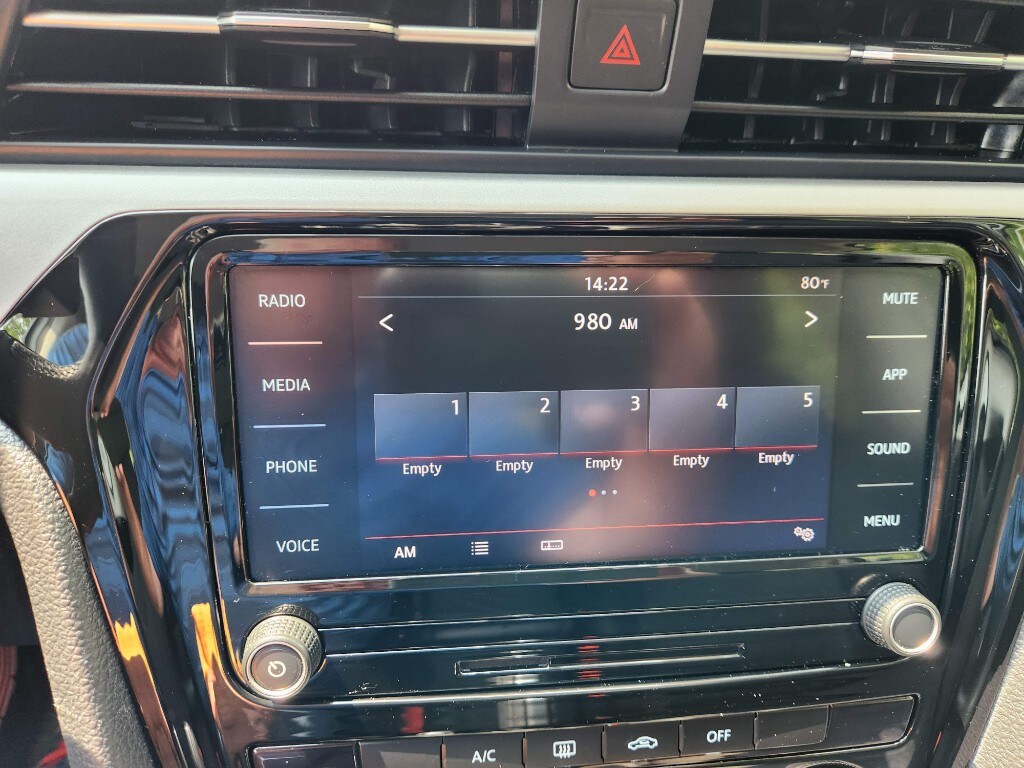 14:22 80°F
RADIO
MUTE
< 980 AM >
MEDIA
APP
1 2 3 4 5
Empty Empty Empty Empty Empty
PHONE
SOUND
VOICE
AM
MENU
A/C
OFF